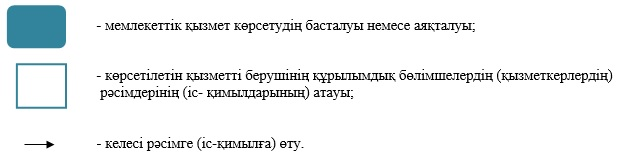 - мемлекеттік қызмет көрсетудің басталуы немесе аяқталуы;
- көрсетілетін қызметті берушінің құрылымдық бөлімшелердің (қызметкерлердің)
рәсімдерінің (іс- қимылдарының) атауы;
- келесі рәсімге (іс-қимылға) өту.